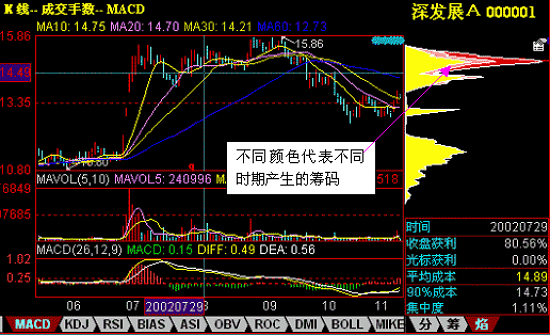 K线-- 成交手数-- MACD
深发展A 000001
MA10: 14.75 MA20: 14.70 MA30: 14.21 MA60: 12.73
15.86
15.86
14.49
13.35
不同颜色代表不同
时期产生的筹码
10.80
10.80
MAVOL(5,10) MAVOL5: 240996
518
76849
07685
MACD(26,12,9) MACD: 0.15 DIFF: 0.49 DEA: 0.56
1.02
0.25
06 07 20020729 8 09 10 11
时间 20020729
收盘获利 80.56%
光标获利 0.00%
平均成本 14.89
90%成本 14.73
集中度 1.11%
MACD KDJ RSI BIAS ASI OBV ROC DMI BOLL MIKE 分 筹 焰